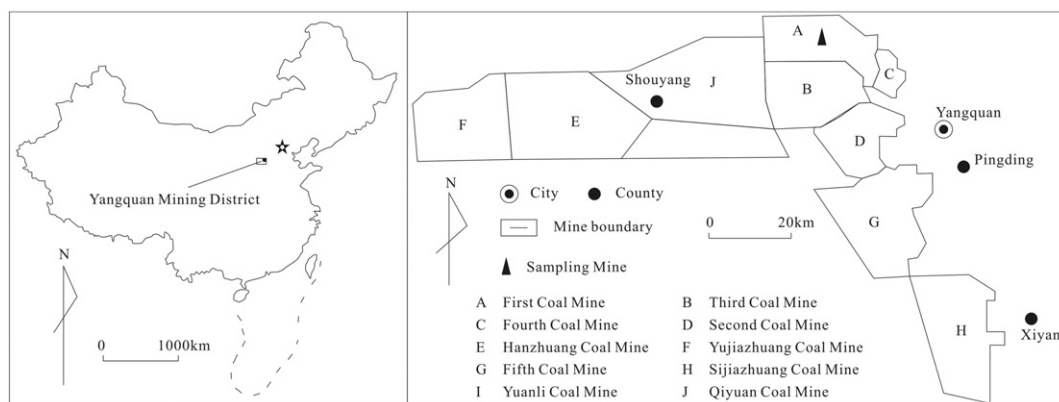 Yangquan Mining District
N
0
1000km
A
C
Shouyang
J
B
F
E
D
Yangquan
Pingding
N
City
County
Mine boundary
0
20km
G
Sampling Mine
A First Coal Mine
B Third Coal Mine
C Fourth Coal Mine
D Second Coal Mine
E Hanzhuang Coal Mine
F Yujiazhuang Coal Mine
G Fifth Coal Mine
H Sijiazhuang Coal Mine
I Yuanli Coal Mine
J Qiyuan Coal Mine
H
Xiyan